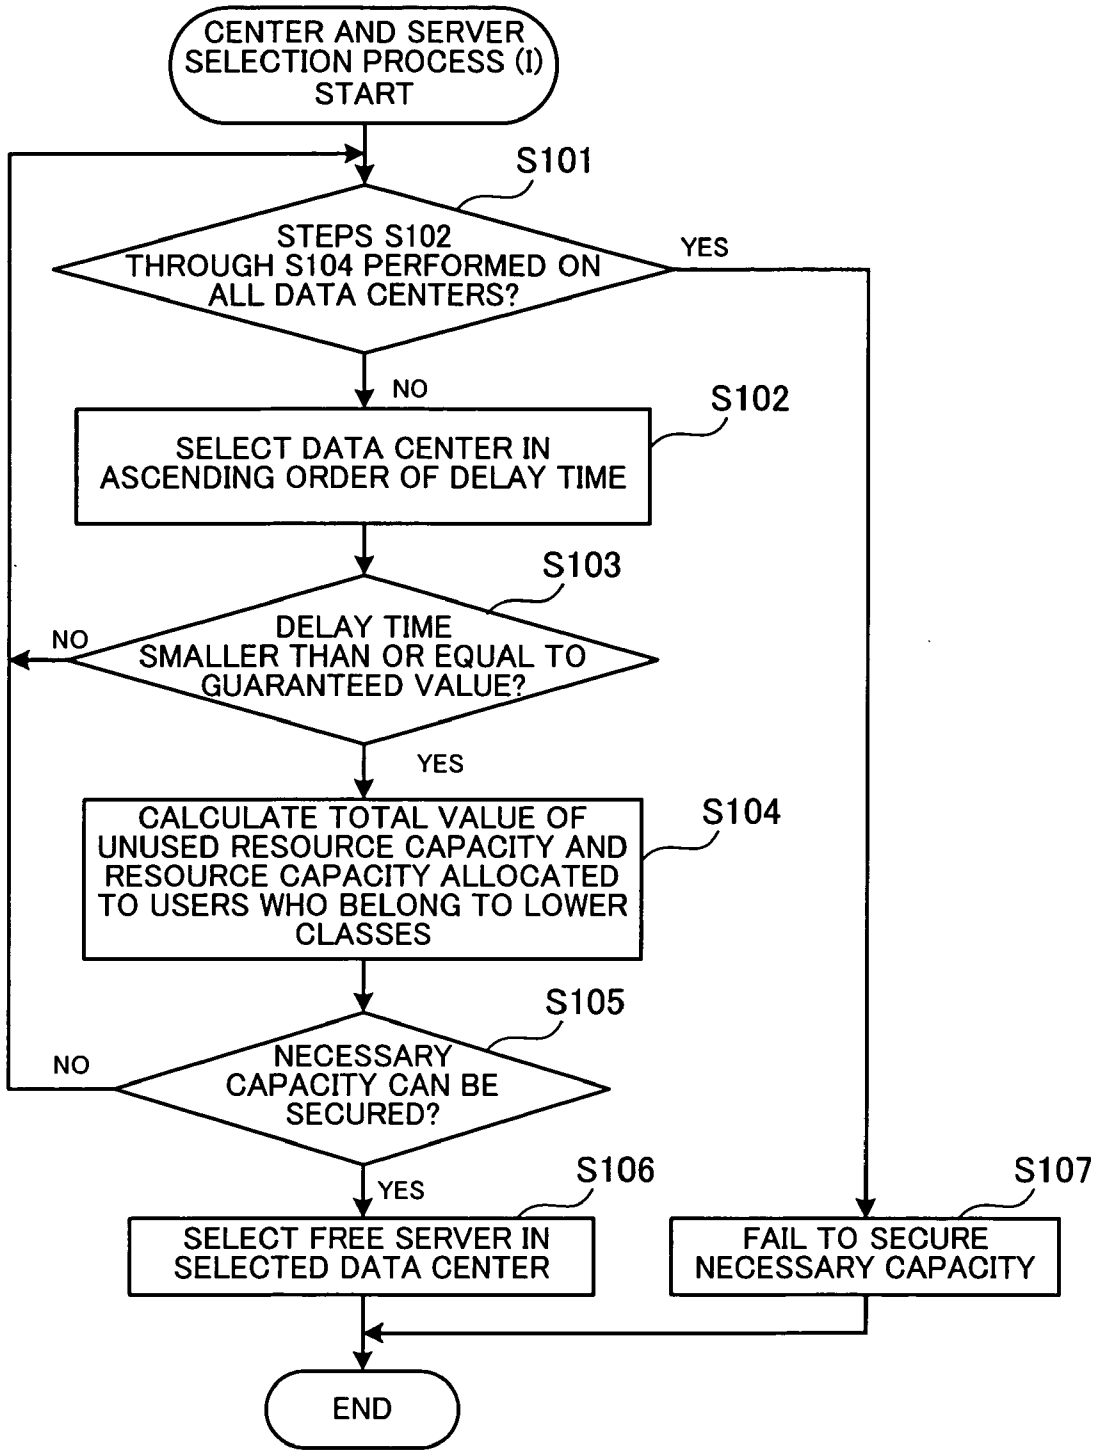 CENTER AND SERVER
SELECTION PROCESS (I)
START
S101
STEPS S102
THROUGH S104 PERFORMED ON
ALL DATA CENTERS?
YES
NO
S102
SELECT DATA CENTER IN
ASCENDING ORDER OF DELAY TIME
S103
DELAY TIME
SMALLER THAN OR EQUAL TO
GUARANTEED VALUE?
NO
YES
S104
CALCULATE TOTAL VALUE OF
UNUSED RESOURCE CAPACITY AND
RESOURCE CAPACITY ALLOCATED
TO USERS WHO BELONG TO LOWER
CLASSES
S105
NECESSARY
CAPACITY CAN BE
SECURED?
NO
YES
S106
SELECT FREE SERVER IN
SELECTED DATA CENTER
S107
FAIL TO SECURE
NECESSARY CAPACITY
END